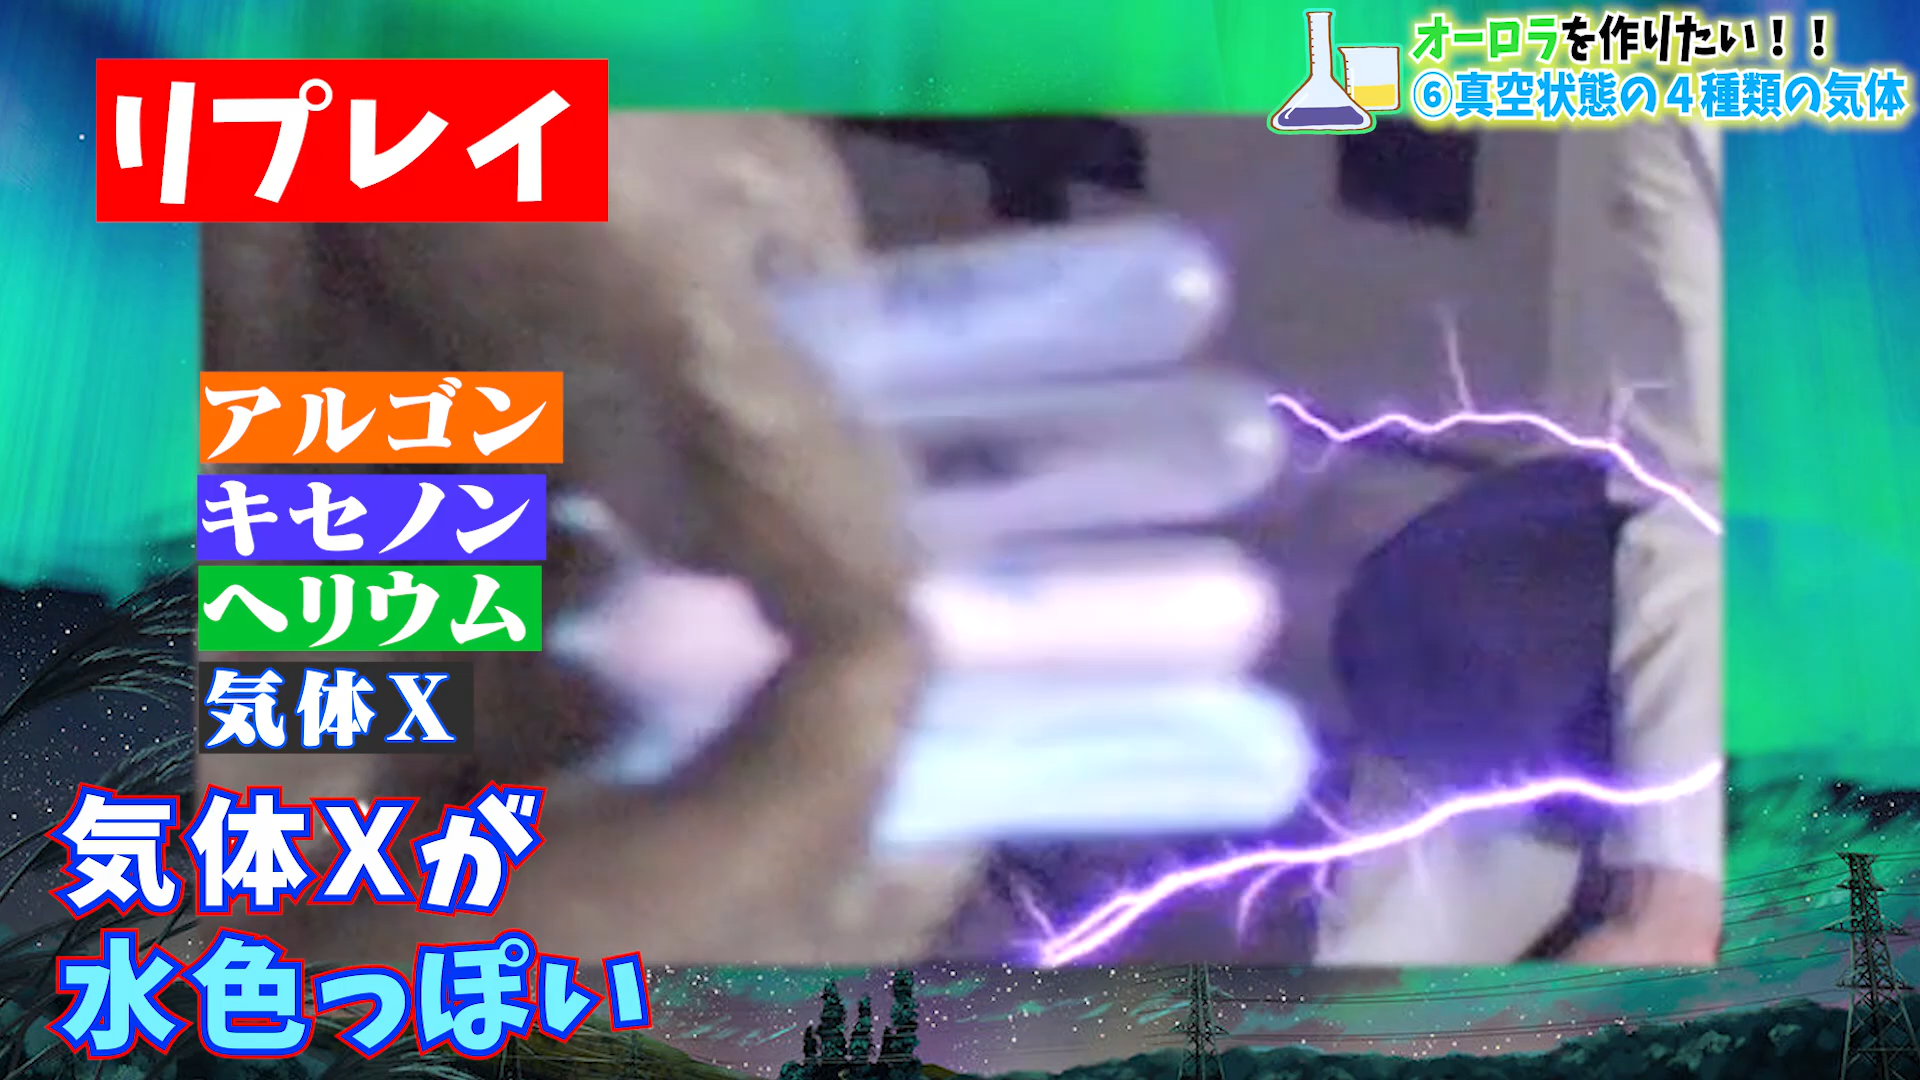 オーロラを作りたい！！
⑥真空状態の４種類の気体
リプレイ
アルゴン
キセノン
ヘリウム
気体X
気体Xが
水色っぽい